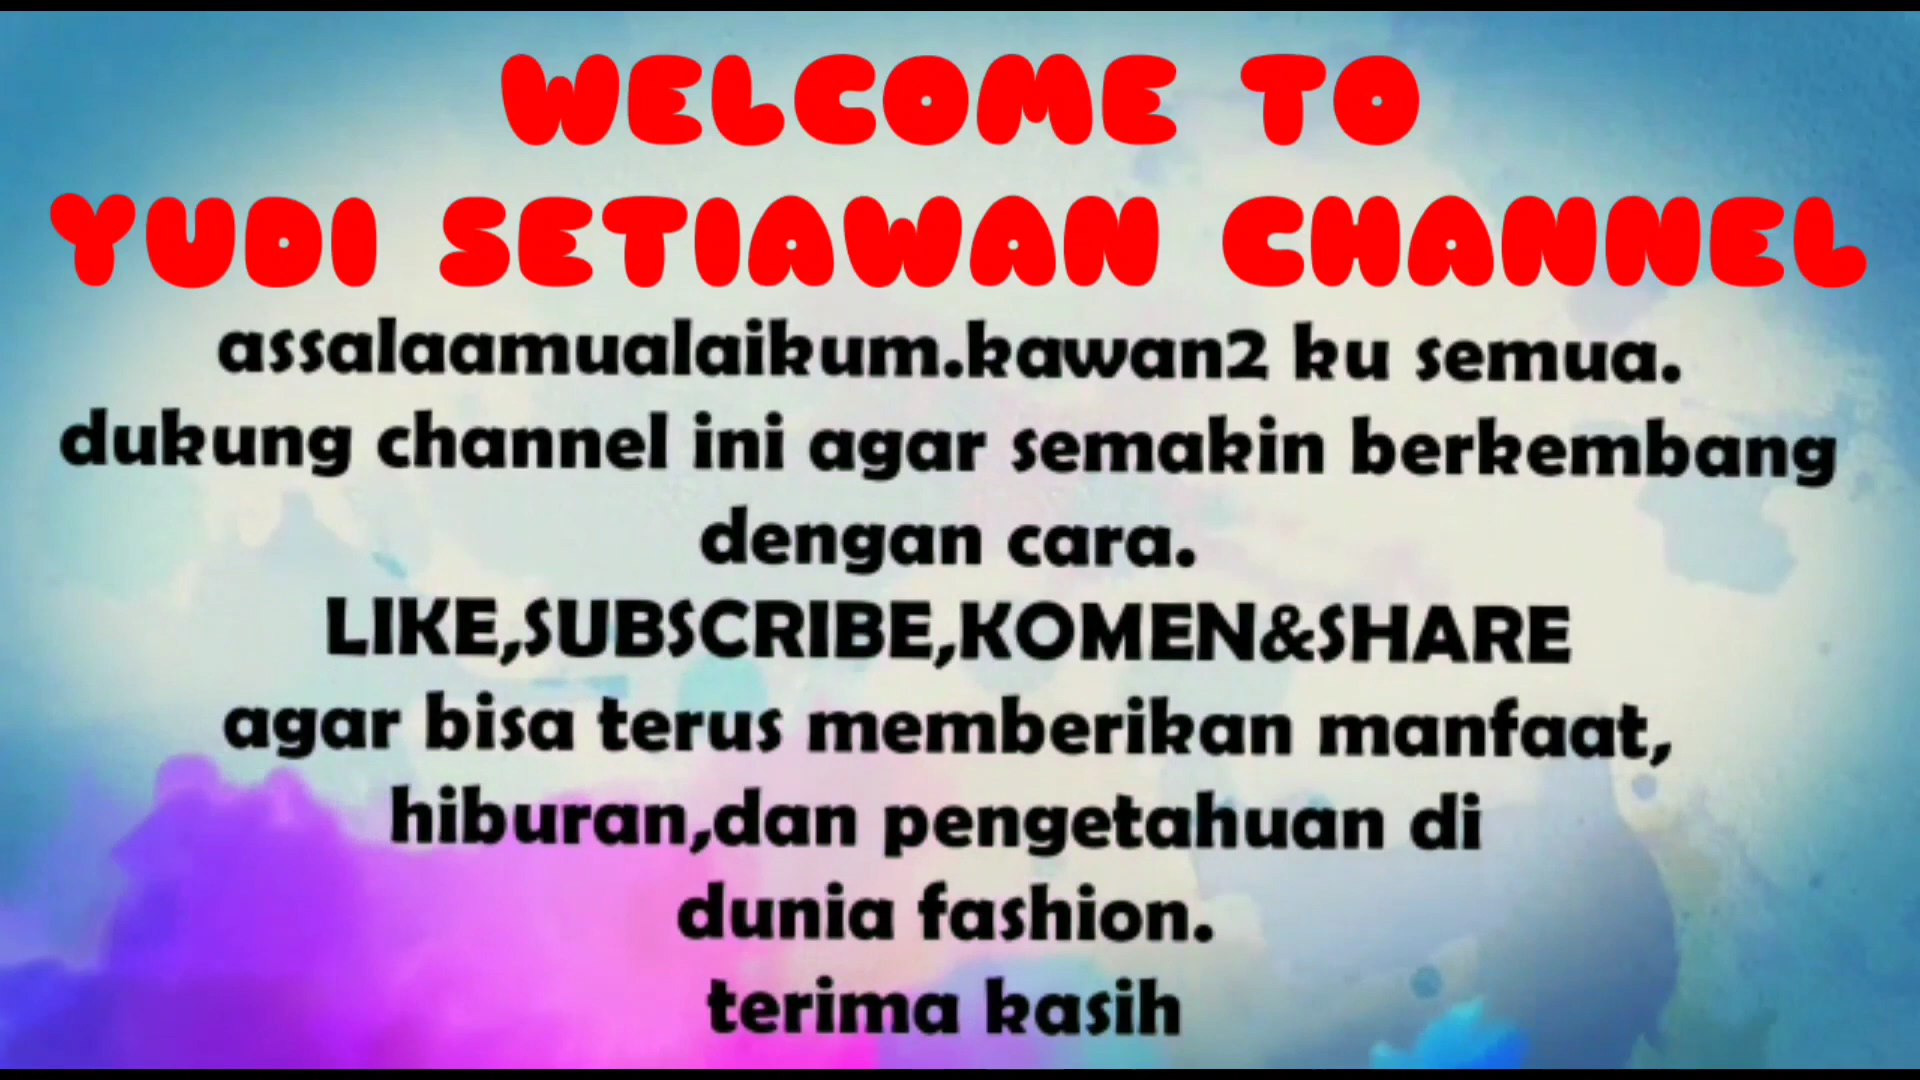 WELCOME TO
YUDI SETIAWAN CHANNEL
assalaamualaikum.kawan2 ku semua.
dukung channel ini agar semakin berkembang
dengan cara.
LIKE,SUBSCRIBE,KOMEN&SHARE
agar bisa terus memberikan manfaat,
hiburan,dan pengetahuan di
dunia fashion.
terima kasih